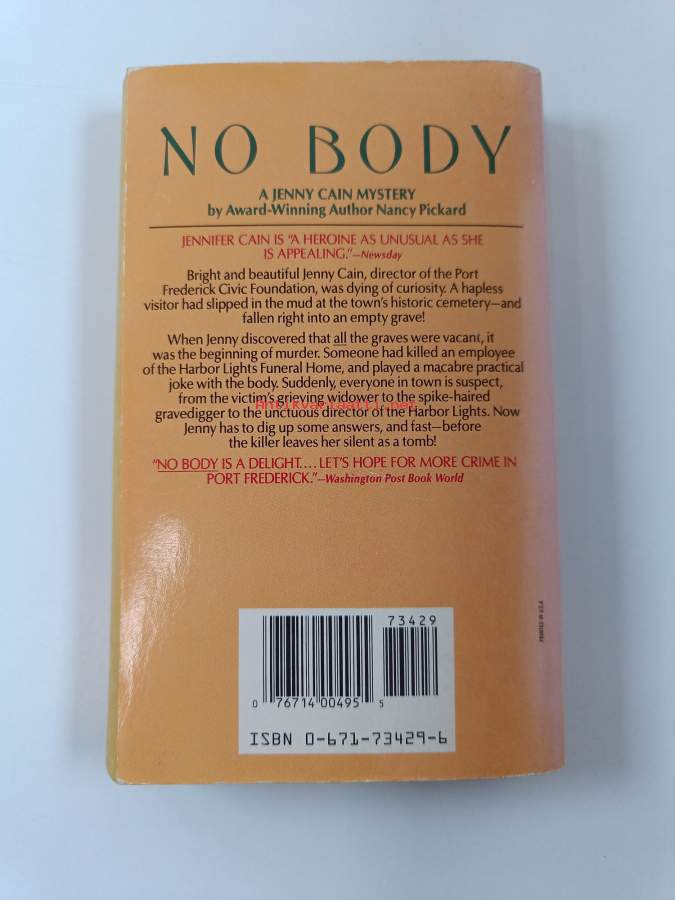 NO BODY
A JENNY CAIN MYSTERY
by Award-Winning Author Nancy Pickard
JENNIFER CAIN IS "A HEROINE AS UNUSUAL AS SHE
IS APPEALING."—Newsday
Bright and beautiful Jenny Cain, director of the Port
Frederick Civic Foundation, was dying of curiosity. A hapless
visitor had slipped in the mud at the town's historic cemetery—and
fallen right into an empty grave!
When Jenny discovered that all the graves were vacant, it
was the beginning of murder. Someone had killed an employee
of the Harbor Lights Funeral Home, and played a macabre practical
joke with the body. Suddenly, everyone in town is suspect,
from the victim's grieving widower to the spike-haired
Antikvariaatti.net
gravedigger to the unctuous director of the Harbor Lights. Now
Jenny has to dig up some answers, and fast—before
the killer leaves her silent as a tomb!
"NO BODY IS A DELIGHT.... LET'S HOPE FOR MORE CRIME IN
PORT FREDERICK."—Washington Post Book World
PRINTED IN U.S.A.
73429
0 76714 00495 5
ISBN 0-671-73429-6